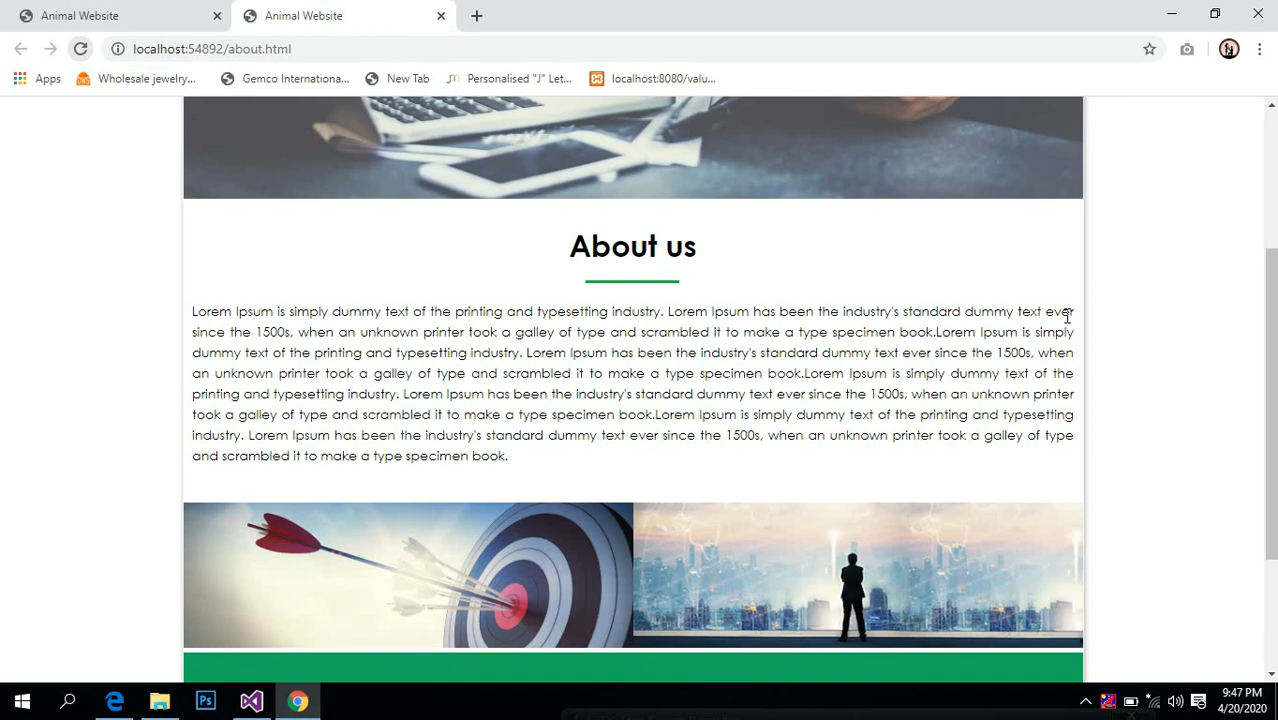 Animal Website
Animal Website
localhost:54892/about.html
Apps
Wholesale jewelry...
Gemco Internationa...
New Tab
Personalised "J" Let...
localhost:8080/valu...
About us
Lorem Ipsum is simply dummy text of the printing and typesetting industry. Lorem Ipsum has been the industry's standard dummy text ever
since the 1500s, when an unknown printer took a galley of type and scrambled it to make a type specimen book.Lorem Ipsum is simply
dummy text of the printing and typesetting industry. Lorem Ipsum has been the industry's standard dummy text ever since the 1500s, when
an unknown printer took a galley of type and scrambled it to make a type specimen book.Lorem Ipsum is simply dummy text of the
printing and typesetting industry. Lorem Ipsum has been the industry's standard dummy text ever since the 1500s, when an unknown printer
took a galley of type and scrambled it to make a type specimen book.Lorem Ipsum is simply dummy text of the printing and typesetting
industry. Lorem Ipsum has been the industry's standard dummy text ever since the 1500s, when an unknown printer took a galley of type
and scrambled it to make a type specimen book.
Ps
9:47 PM
4/20/2020